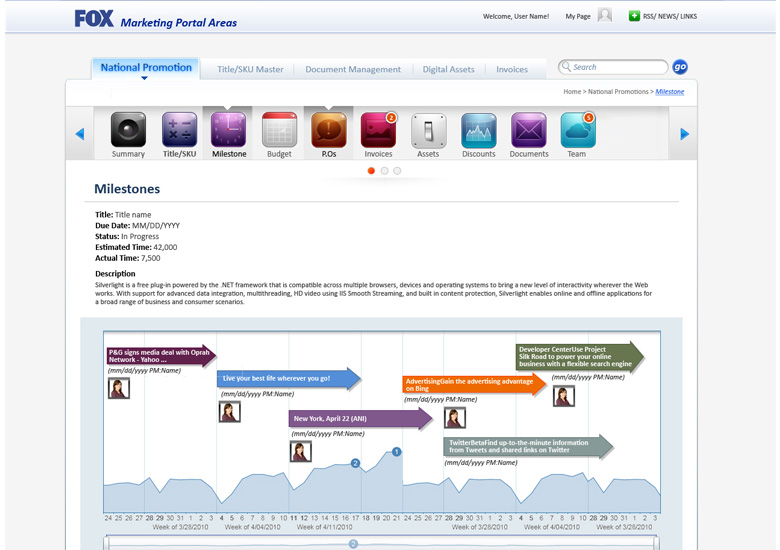 FOX Marketing Portal Areas
Welcome, User Name! My Page RSS/ NEWS/ LINKS
National Promotion Title/SKU Master Document Management Digital Assets Invoices Search go
Home > National Promotions > Milestone
2 5
Summary Title/SKU Milestone Budget P.Os Invoices Assets Discounts Documents Team
Milestones
Title: Title name
Due Date: MM/DD/YYYY
Status: In Progress
Estimated Time: 42,000
Actual Time: 7,500
Description
Silverlight is a free plug-in powered by the .NET framework that is compatible across multiple browsers, devices and operating systems to bring a new level of interactivity wherever the Web
works. With support for advanced data integration, multithreading, HD video using IIS Smooth Streaming, and built in content protection, Silverlight enables online and offline applications for
a broad range of business and consumer scenarios.
P&G signs media deal with Oprah
Network - Yahoo ...
(mm/dd/yyyy PM:Name)
Live your best life wherever you go!
(mm/dd/yyyy PM:Name)
New York, April 22 (ANI)
(mm/dd/yyyy PM:Name)
AdvertisingGain the advertising advantage
on Bing
(mm/dd/yyyy PM:Name)
Developer CenterUse Project
Silk Road to power your online
business with a flexible search engine
(mm/dd/yyyy PM:Name)
TwitterBetaFind up-to-the-minute information
from Tweets and shared links on Twitter
(mm/dd/yyyy PM:Name)
2 1
24 25 26 27 28 29 30 31 1 2 3 4 5 6 7 8 9 10 11 12 13 14 15 16 17 18 19 20 21 24 25 26 27 28 29 30 31 1 2 3 4 5 6 7 8 9 10 28 29 30 31 1 2 3
Week of 3/28/2010 Week of 4/04/2010 Week of 4/11/2010 Week of 3/28/2010 Week of 4/04/2010 Week of 3/28/2010
2